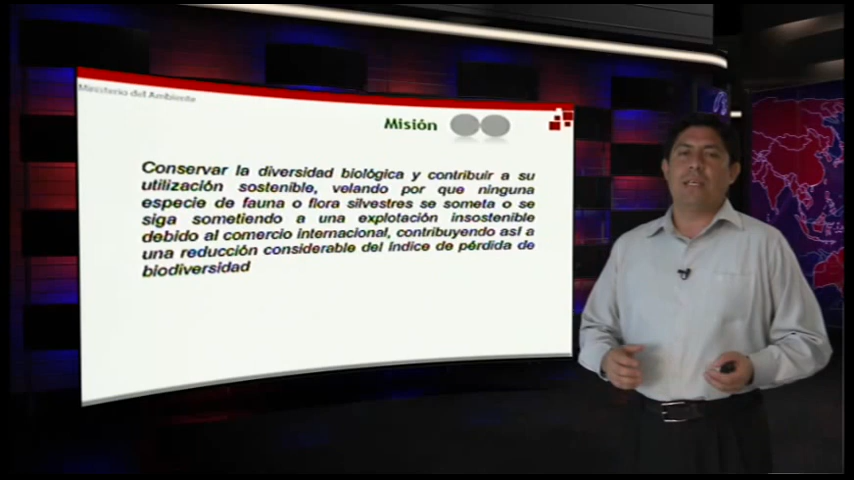 Ministerio del Ambiente
Misión
Conservar la diversidad biológica y contribuir a su
utilización sostenible, velando por que ninguna
especie de fauna o flora silvestres se someta o se
siga sometiendo a una explotación insostenible
debido al comercio internacional, contribuyendo así a
una reducción considerable del índice de pérdida de
biodiversidad